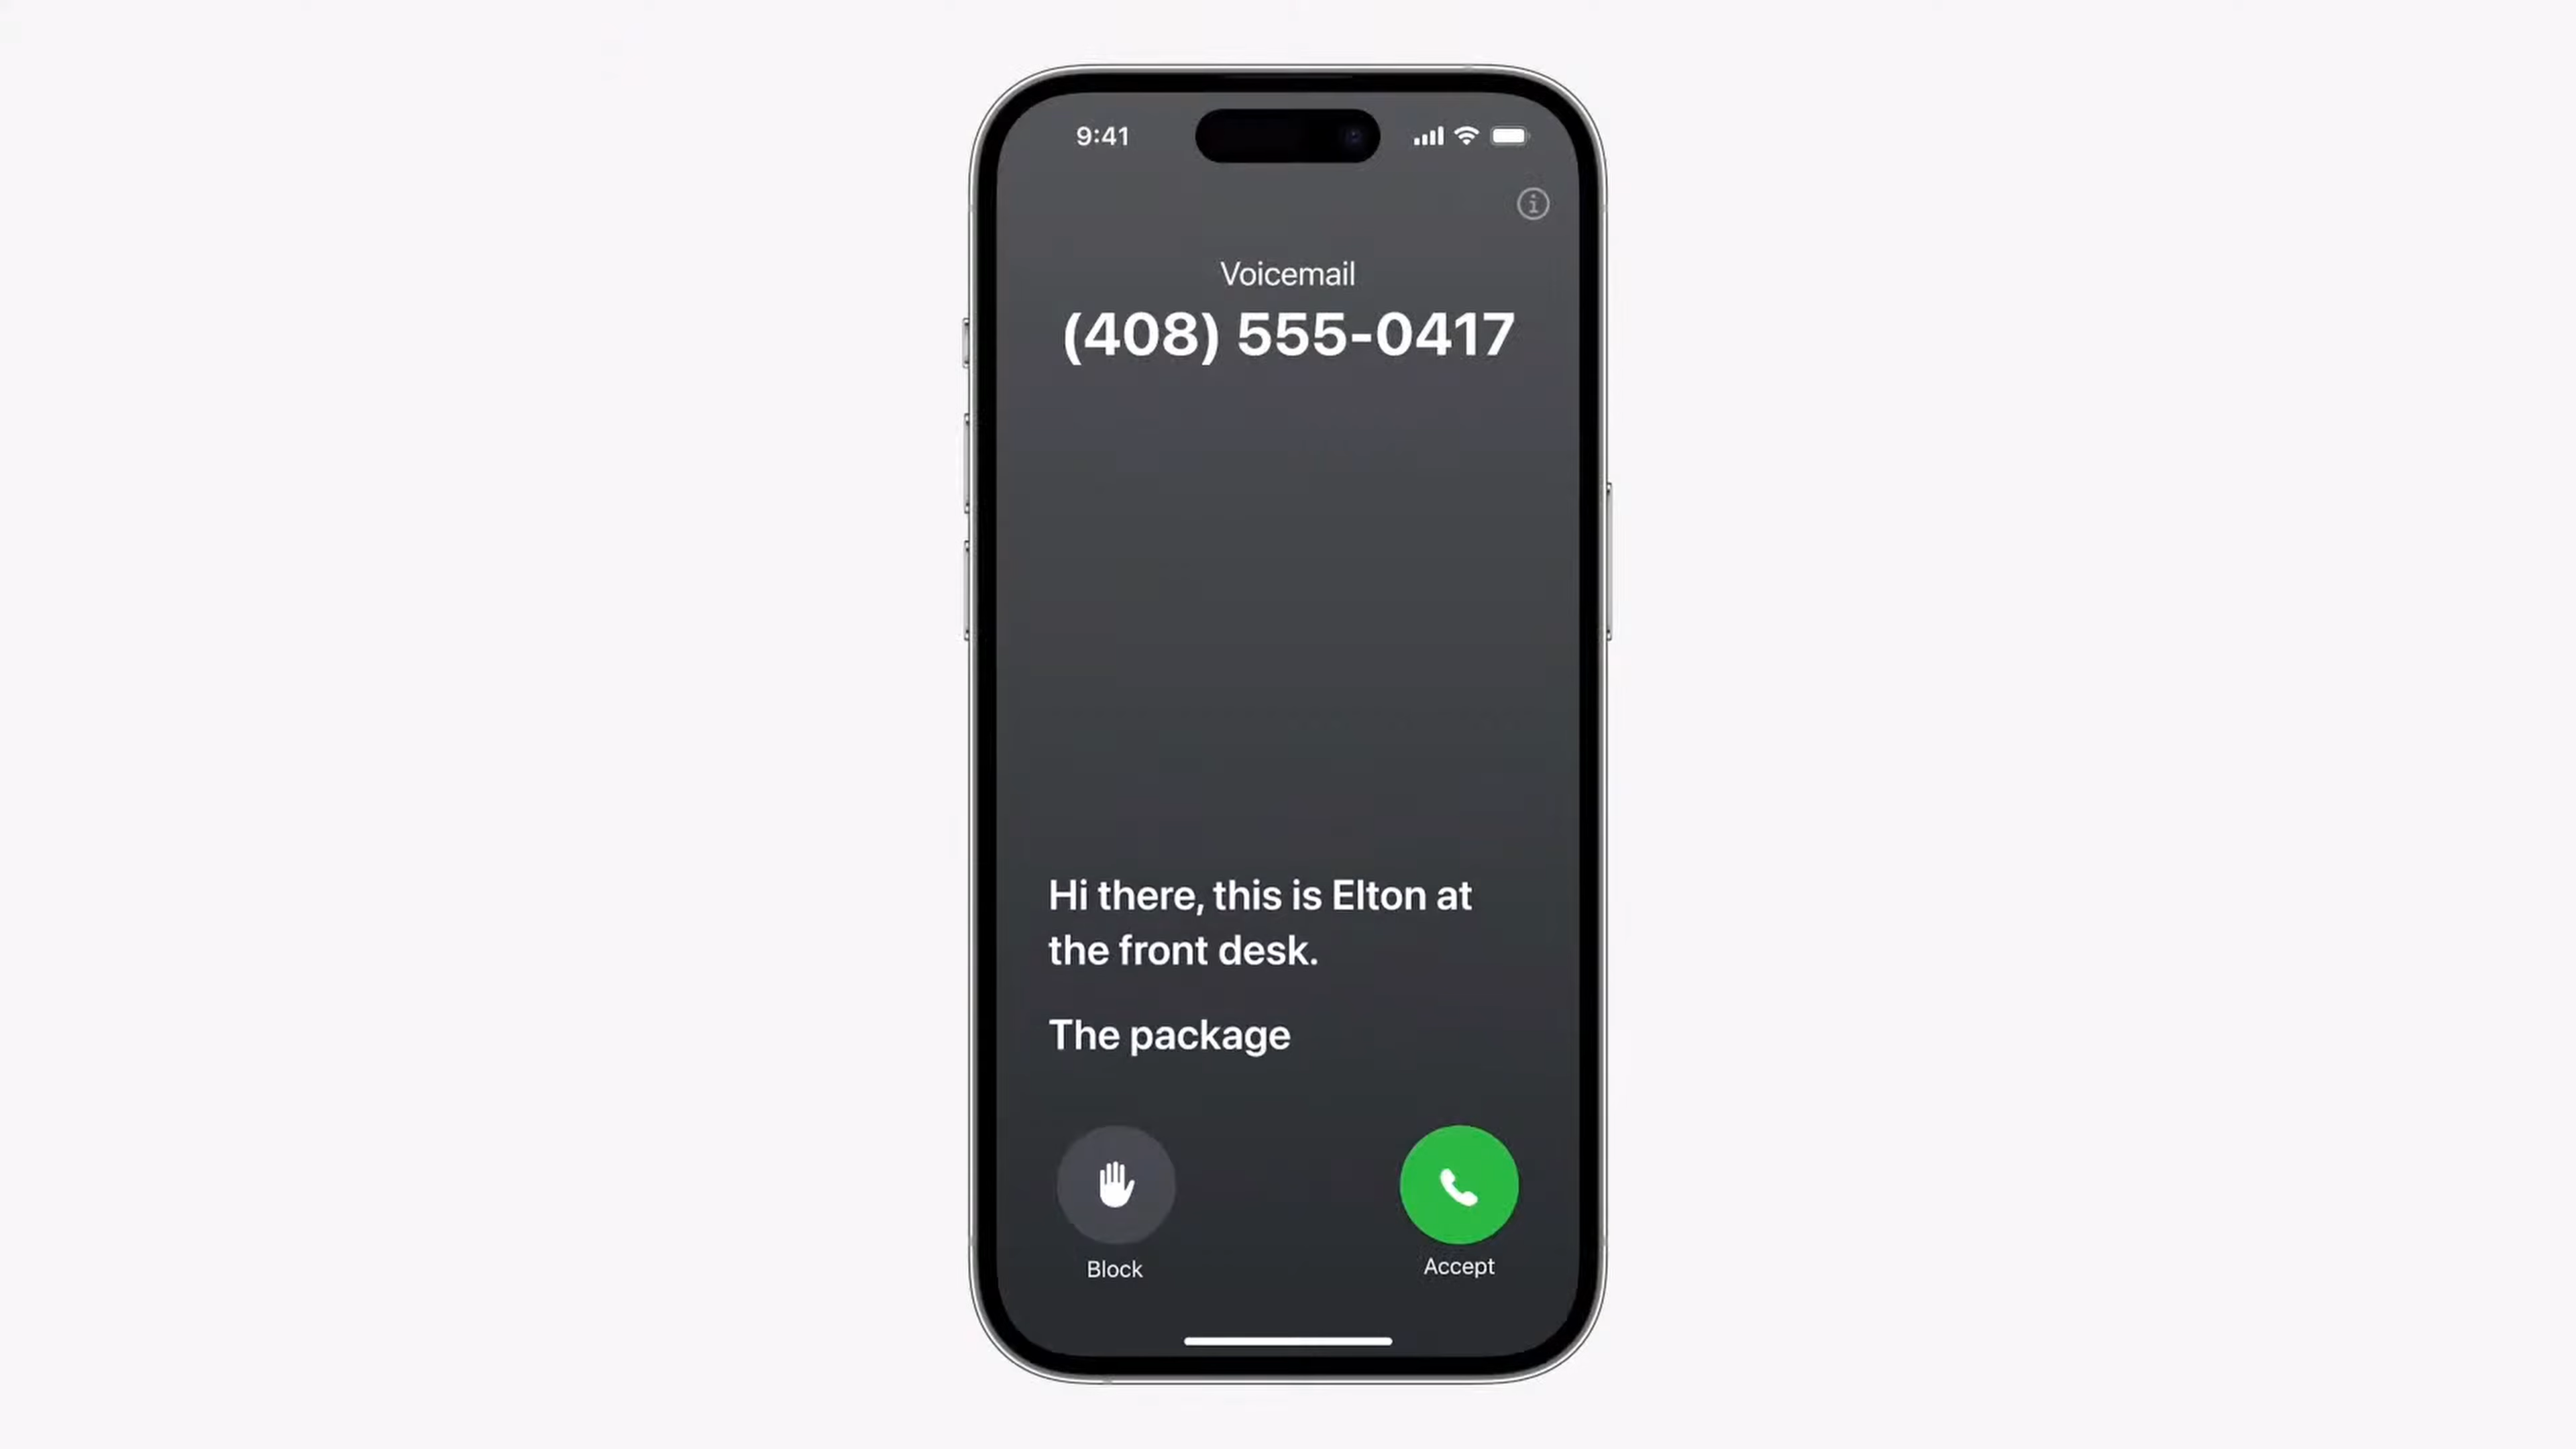 9:41
Voicemail
(408) 555-0417
Hi there, this is Elton at
the front desk.
The package
Block
Accept